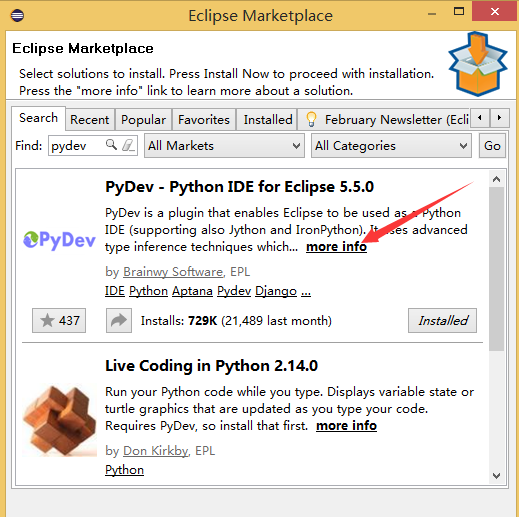 Eclipse Marketplace
Eclipse Marketplace
Select solutions to install. Press Install Now to proceed with installation.
Press the "more info" link to learn more about a solution.
Search Recent Popular Favorites Installed February Newsletter (Ecli
Find: pydev All Markets All Categories Go
PyDev - Python IDE for Eclipse 5.5.0
PyDev is a plugin that enables Eclipse to be used as a Python
IDE (supporting also Jython and IronPython). It uses advanced
type inference techniques which... more info
PyDev
by Brainwy Software, EPL
IDE Python Aptana Pydev Django ...
437 Installs: 729K (21,489 last month) Installed
Live Coding in Python 2.14.0
Run your Python code while you type. Displays variable state or
turtle graphics that are updated as you type your code.
Requires PyDev, so install that first. more info
by Don Kirkby, EPL
Python